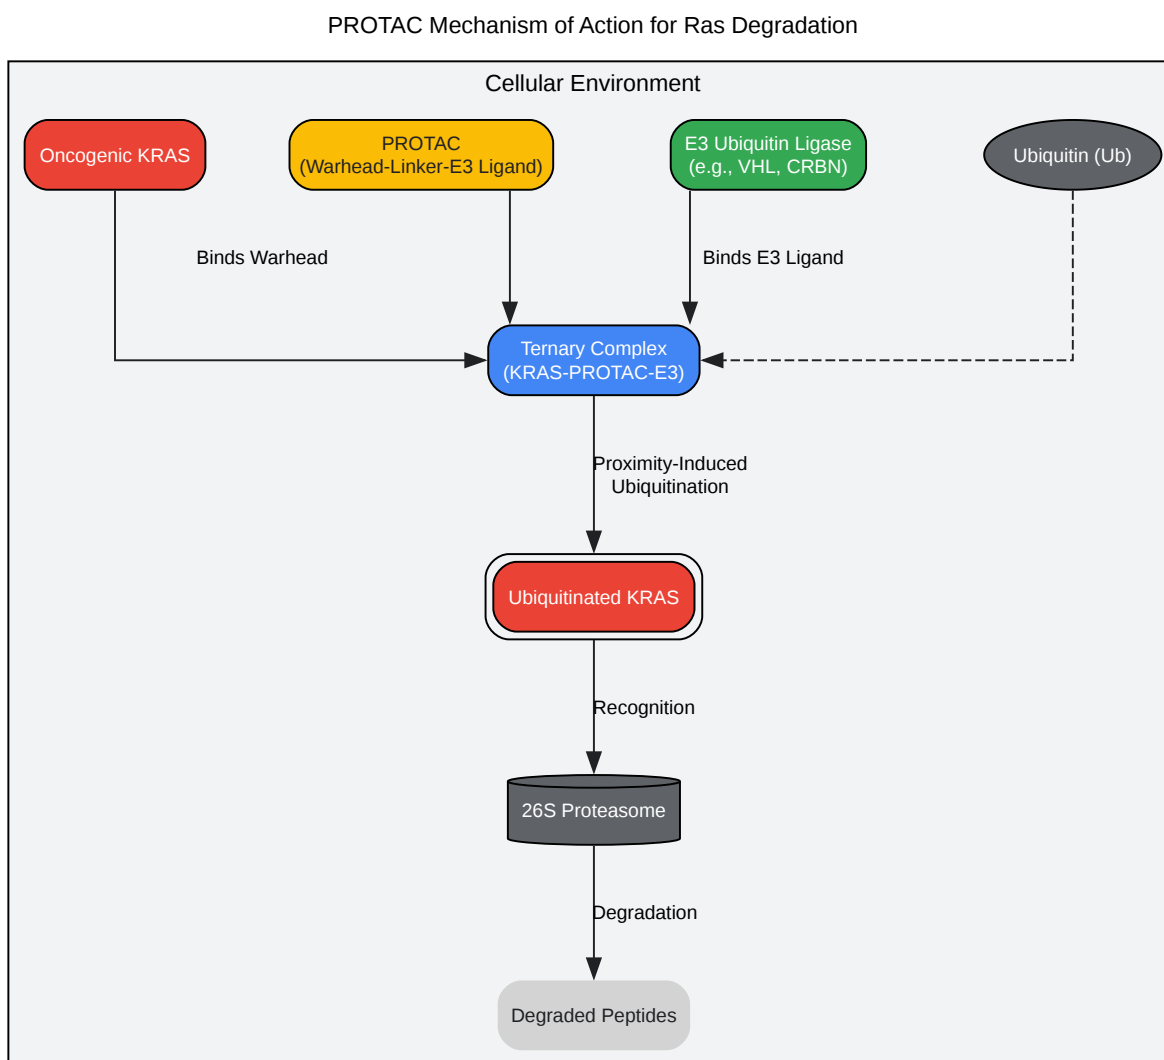 PROTAC Mechanism of Action for Ras Degradation
Cellular Environment
Oncogenic KRAS
PROTAC
(Warhead-Linker-E3 Ligand)
E3 Ubiquitin Ligase
(e.g., VHL, CRBN)
Ubiquitin (Ub)
Binds Warhead
Binds E3 Ligand
Ternary Complex
(KRAS-PROTAC-E3)
Proximity-Induced
Ubiquitination
Ubiquitinated KRAS
Recognition
26S Proteasome
Degradation
Degraded Peptides